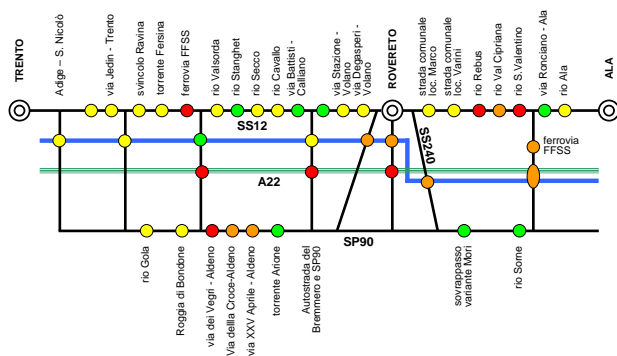 TRENTO
Adige – S. Nicolò
via Jedin - Trento
svincolo Ravina
torrente Fersina
ferrovia FFSS
rio Valsorda
rio Stanghet
rio Secco
rio Cavallo
via Battisti -
Calliano
via Stazione -
Volano
via Degasperi -
Volano
ROVERETO
strada comunale
loc. Marco
strada comunale
loc. Varini
rio Rebus
rio Val Cipriana
rio S.Valentino
via Ronciano - Ala
rio Ala
ALA
SS12
SS240
ferrovia
FFSS
A22
SP90
rio Gola
Roggia di Bondone
via dei Vegri - Aldeno
Via della Croce-Aldeno
via XXV Aprile - Aldeno
torrente Arione
Autostrada del
Bremmero e SP90
sovrappasso
variante Mori
rio Sorne